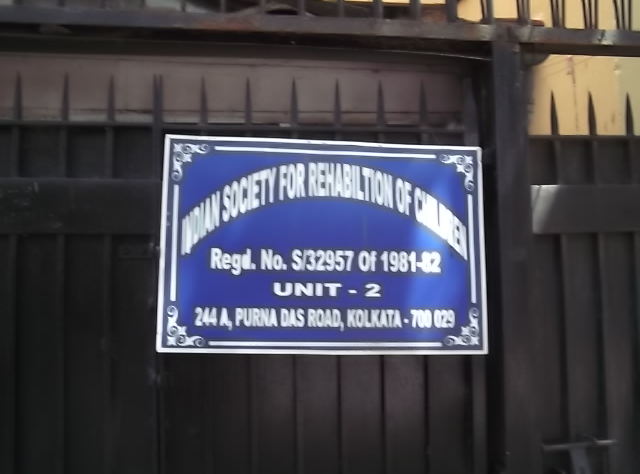 INDIAN SOCIETY FOR REHABILTION OF CHILDREN
Regd. No. S/32957 Of 1981-82
UNIT - 2
244 A, PURNA DAS ROAD, KOLKATA - 700 029